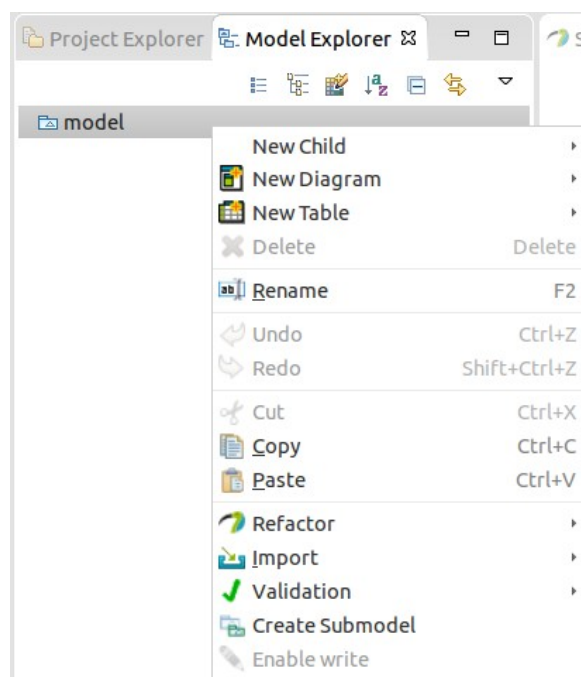 Project Explorer Model Explorer S
model
New Child
New Diagram
New Table
Delete Delete
Rename F2
Undo Ctrl+Z
Redo Shift+Ctrl+Z
Cut Ctrl+X
Copy Ctrl+C
Paste Ctrl+V
Refactor
Import
Validation
Create Submodel
Enable write